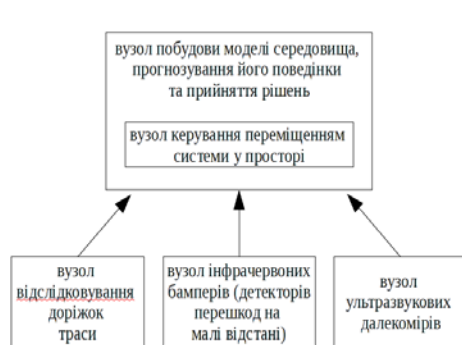 вузол побудови моделі середовища,
прогнозування його поведінки
та прийняття рішень
вузол керування переміщенням
системи у просторі
вузол
відслідковування
доріжок
траси
вузол інфрачервоних
бамперів (детекторів
перешкод на
малі відстані)
вузол
ультразвукових
далекомірів